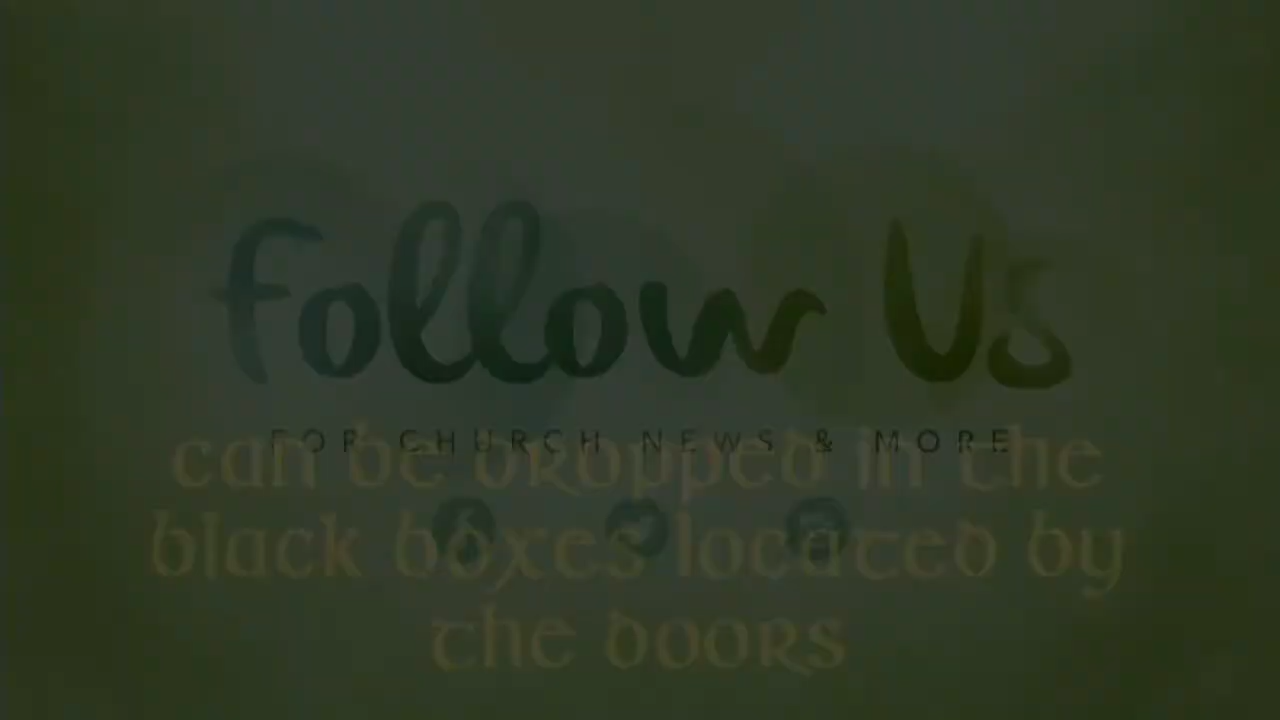 Follow Us
FOR CHURCH NEWS & MORE
can be dropped in the
black boxes located by
the doors